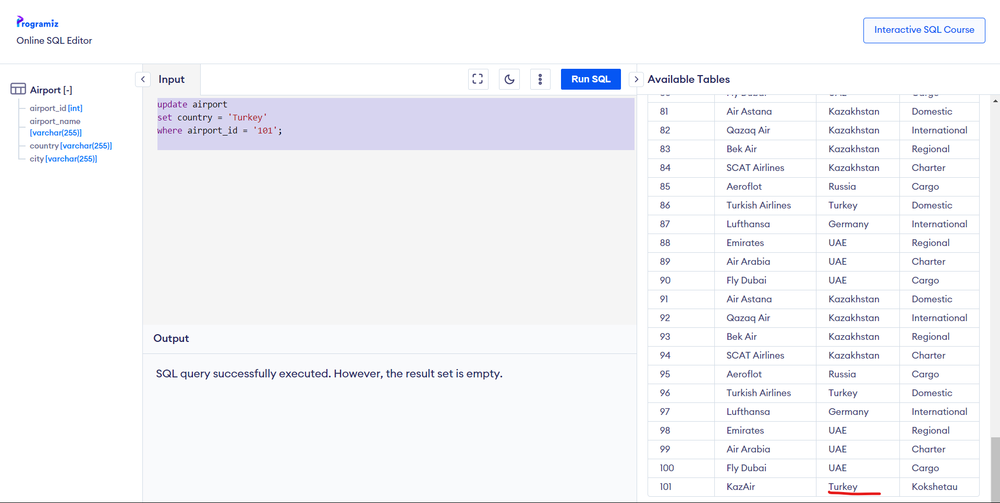 Programiz
Online SQL Editor
Interactive SQL Course
Airport [-]
airport_id [int]
airport_name
[varchar(255)]
country [varchar(255)]
city [varchar(255)]
Input
Run SQL
update airport
set country = 'Turkey'
where airport_id = '101';
Output
SQL query successfully executed. However, the result set is empty.
Available Tables
81 Air Astana Kazakhstan Domestic
82 Qazaq Air Kazakhstan International
83 Bek Air Kazakhstan Regional
84 SCAT Airlines Kazakhstan Charter
85 Aeroflot Russia Cargo
86 Turkish Airlines Turkey Domestic
87 Lufthansa Germany International
88 Emirates UAE Regional
89 Air Arabia UAE Charter
90 Fly Dubai UAE Cargo
91 Air Astana Kazakhstan Domestic
92 Qazaq Air Kazakhstan International
93 Bek Air Kazakhstan Regional
94 SCAT Airlines Kazakhstan Charter
95 Aeroflot Russia Cargo
96 Turkish Airlines Turkey Domestic
97 Lufthansa Germany International
98 Emirates UAE Regional
99 Air Arabia UAE Charter
100 Fly Dubai UAE Cargo
101 KazAir Turkey Kokshetau